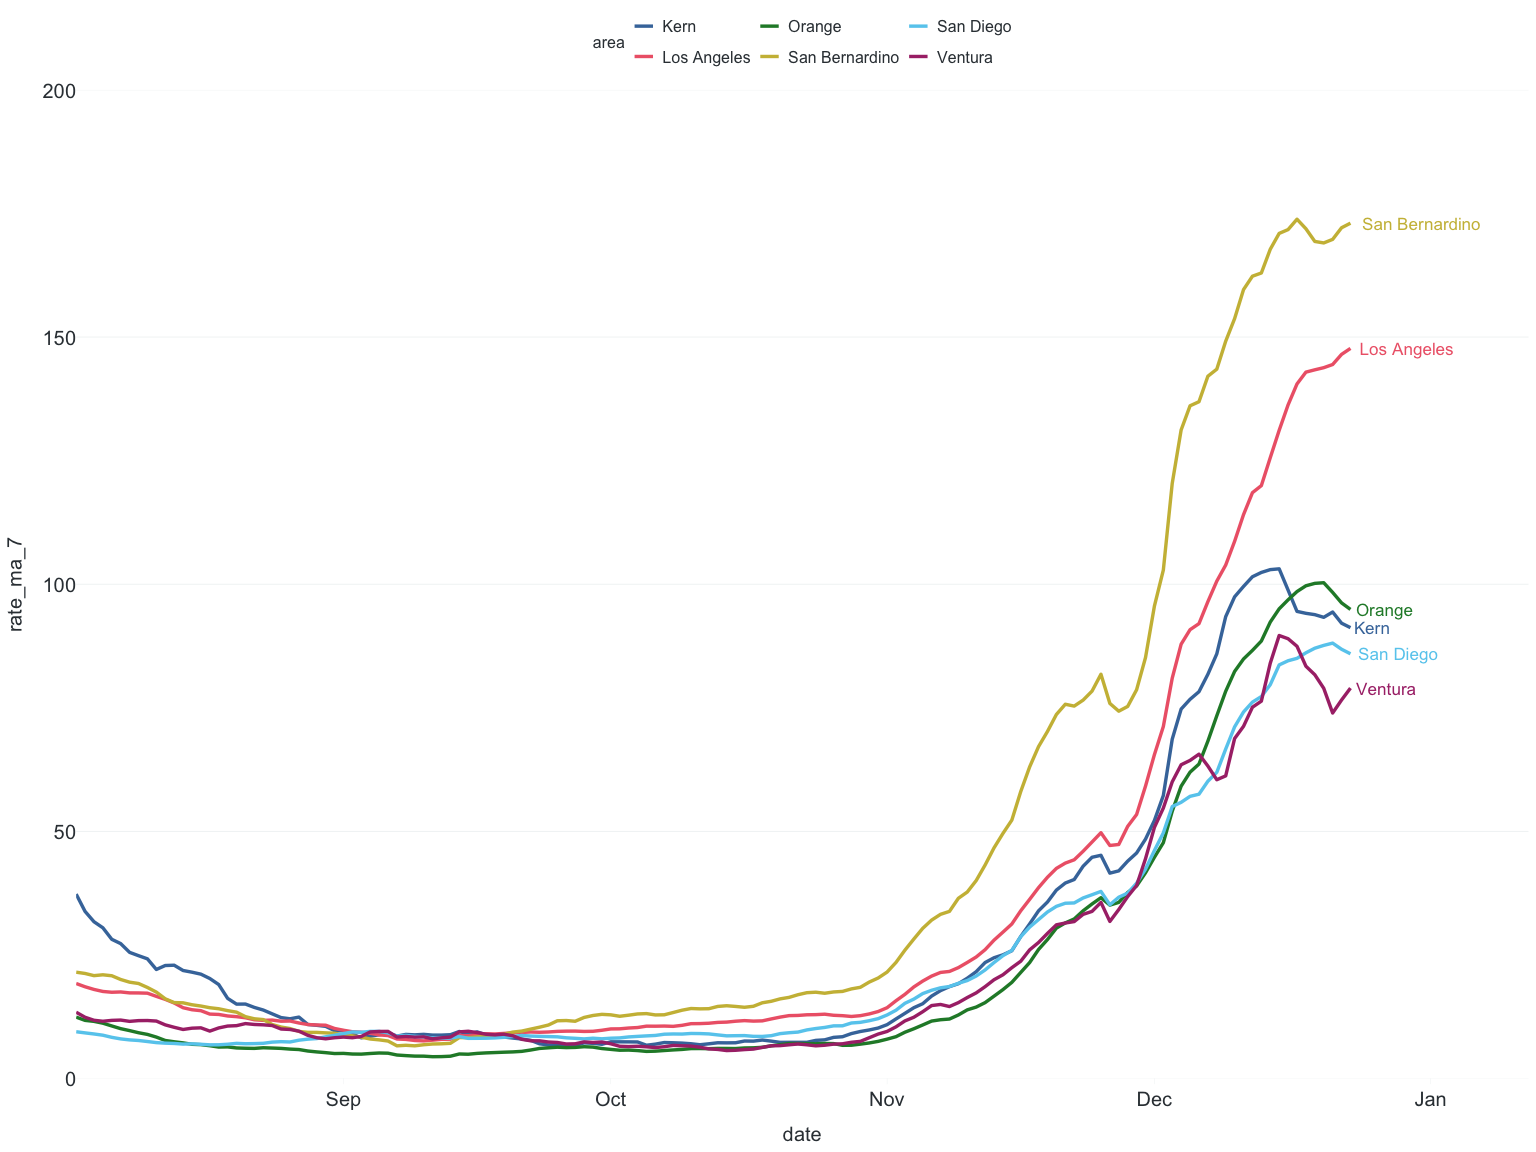 area
Kern
Orange
San Diego
Los Angeles
San Bernardino
Ventura
200
150
100
50
0
rate_ma_7
San Bernardino
Los Angeles
Orange
Kern
San Diego
Ventura
Sep
Oct
Nov
Dec
Jan
date